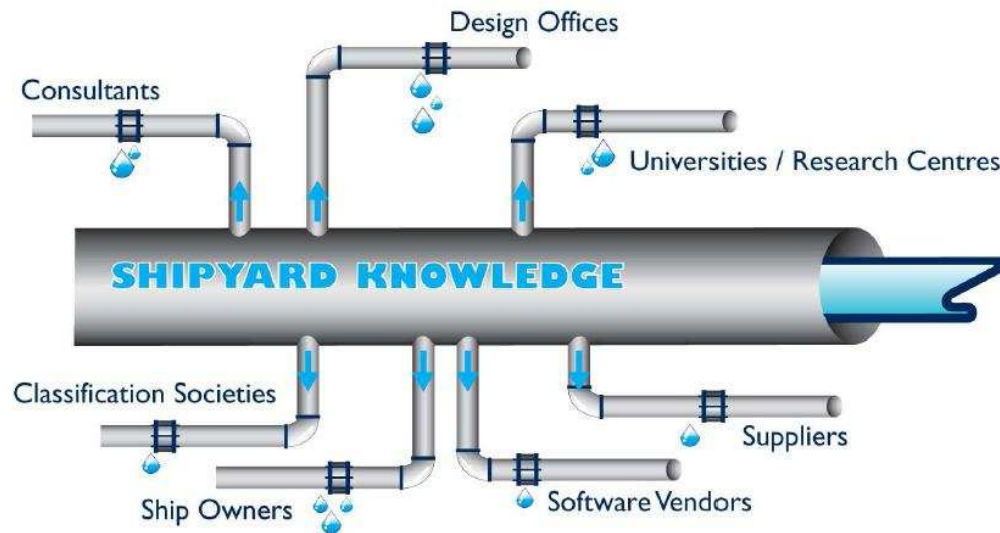 Design Offices
Consultants
Universities / Research Centres
SHIPYARD KNOWLEDGE
Classification Societies
Suppliers
Ship Owners
Software Vendors